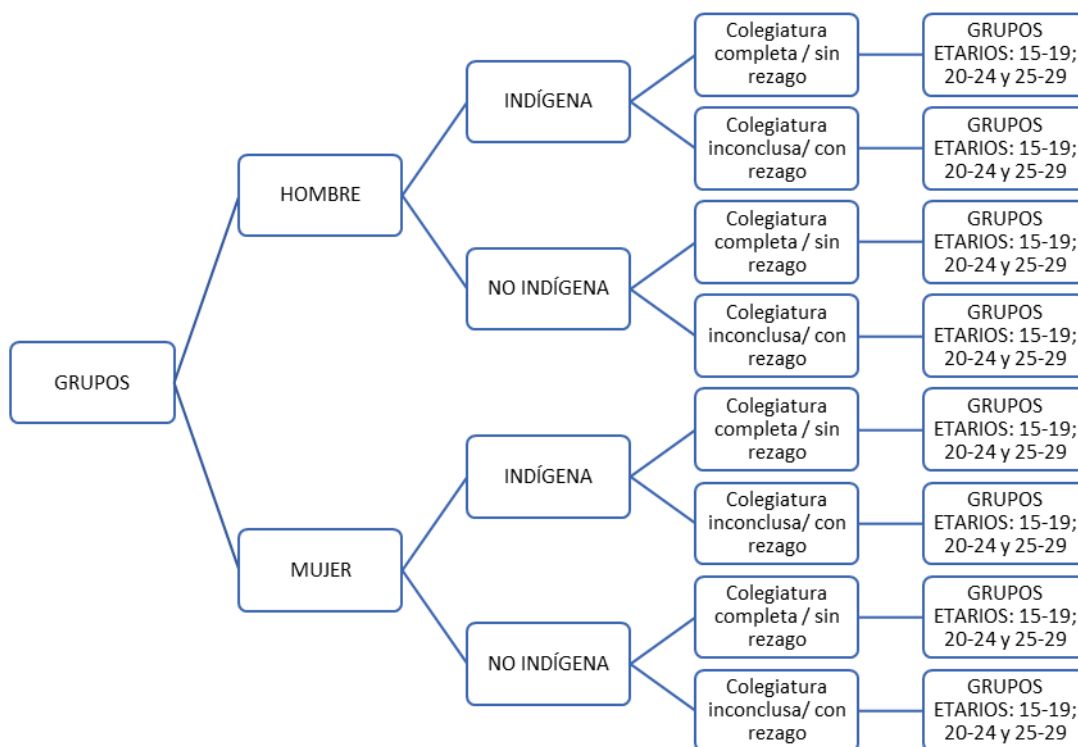 GRUPOS
HOMBRE
INDÍGENA
Colegiatura
completa / sin
rezago
GRUPOS
ETARIOS: 15-19;
20-24 y 25-29
Colegiatura
inconclusa/ con
rezago
GRUPOS
ETARIOS: 15-19;
20-24 y 25-29
NO INDÍGENA
Colegiatura
completa / sin
rezago
GRUPOS
ETARIOS: 15-19;
20-24 y 25-29
Colegiatura
inconclusa/ con
rezago
GRUPOS
ETARIOS: 15-19;
20-24 y 25-29
MUJER
INDÍGENA
Colegiatura
completa / sin
rezago
GRUPOS
ETARIOS: 15-19;
20-24 y 25-29
Colegiatura
inconclusa/ con
rezago
GRUPOS
ETARIOS: 15-19;
20-24 y 25-29
NO INDÍGENA
Colegiatura
completa / sin
rezago
GRUPOS
ETARIOS: 15-19;
20-24 y 25-29
Colegiatura
inconclusa/ con
rezago
GRUPOS
ETARIOS: 15-19;
20-24 y 25-29